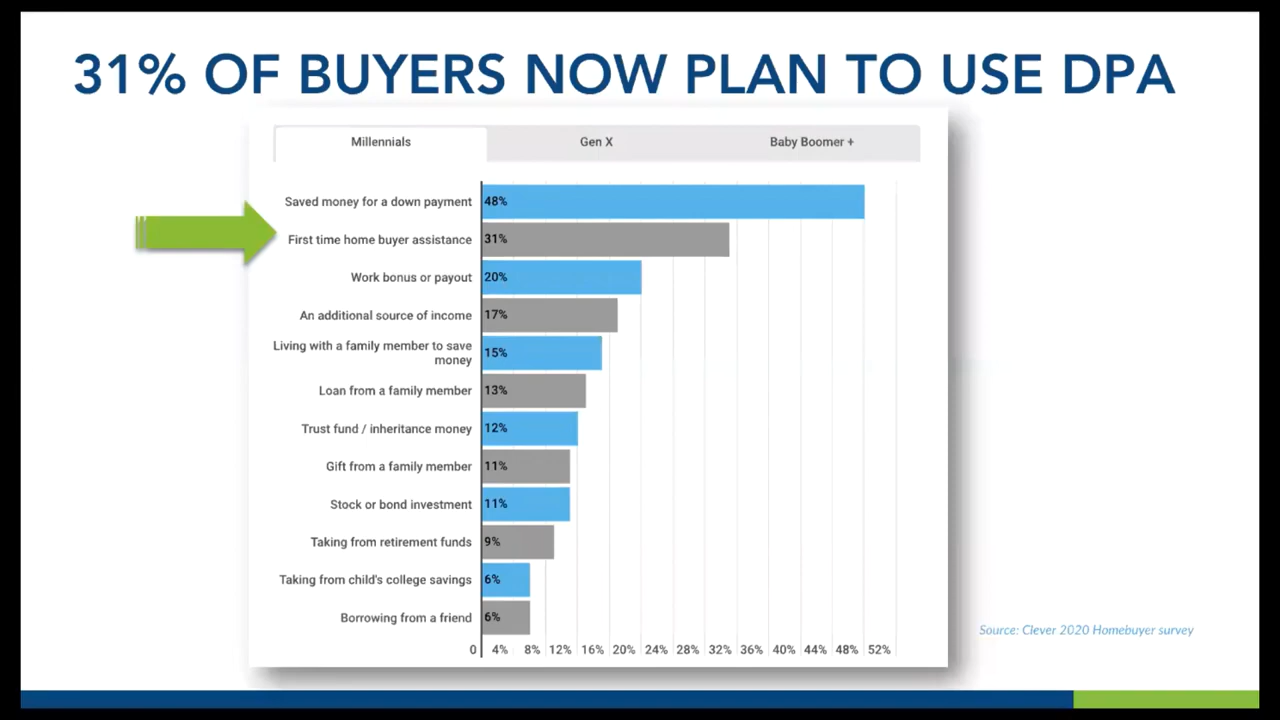 31% OF BUYERS NOW PLAN TO USE DPA
Millennials Gen X Baby Boomer +
Saved money for a down payment 48%
First time home buyer assistance 31%
Work bonus or payout 20%
An additional source of income 17%
Living with a family member to save
money 15%
Loan from a family member 13%
Trust fund / inheritance money 12%
Gift from a family member 11%
Stock or bond investment 11%
Taking from retirement funds 9%
Taking from child's college savings 6%
Borrowing from a friend 6%
0 4% 8% 12% 16% 20% 24% 28% 32% 36% 40% 44% 48% 52%
Source: Clever 2020 Homebuyer survey